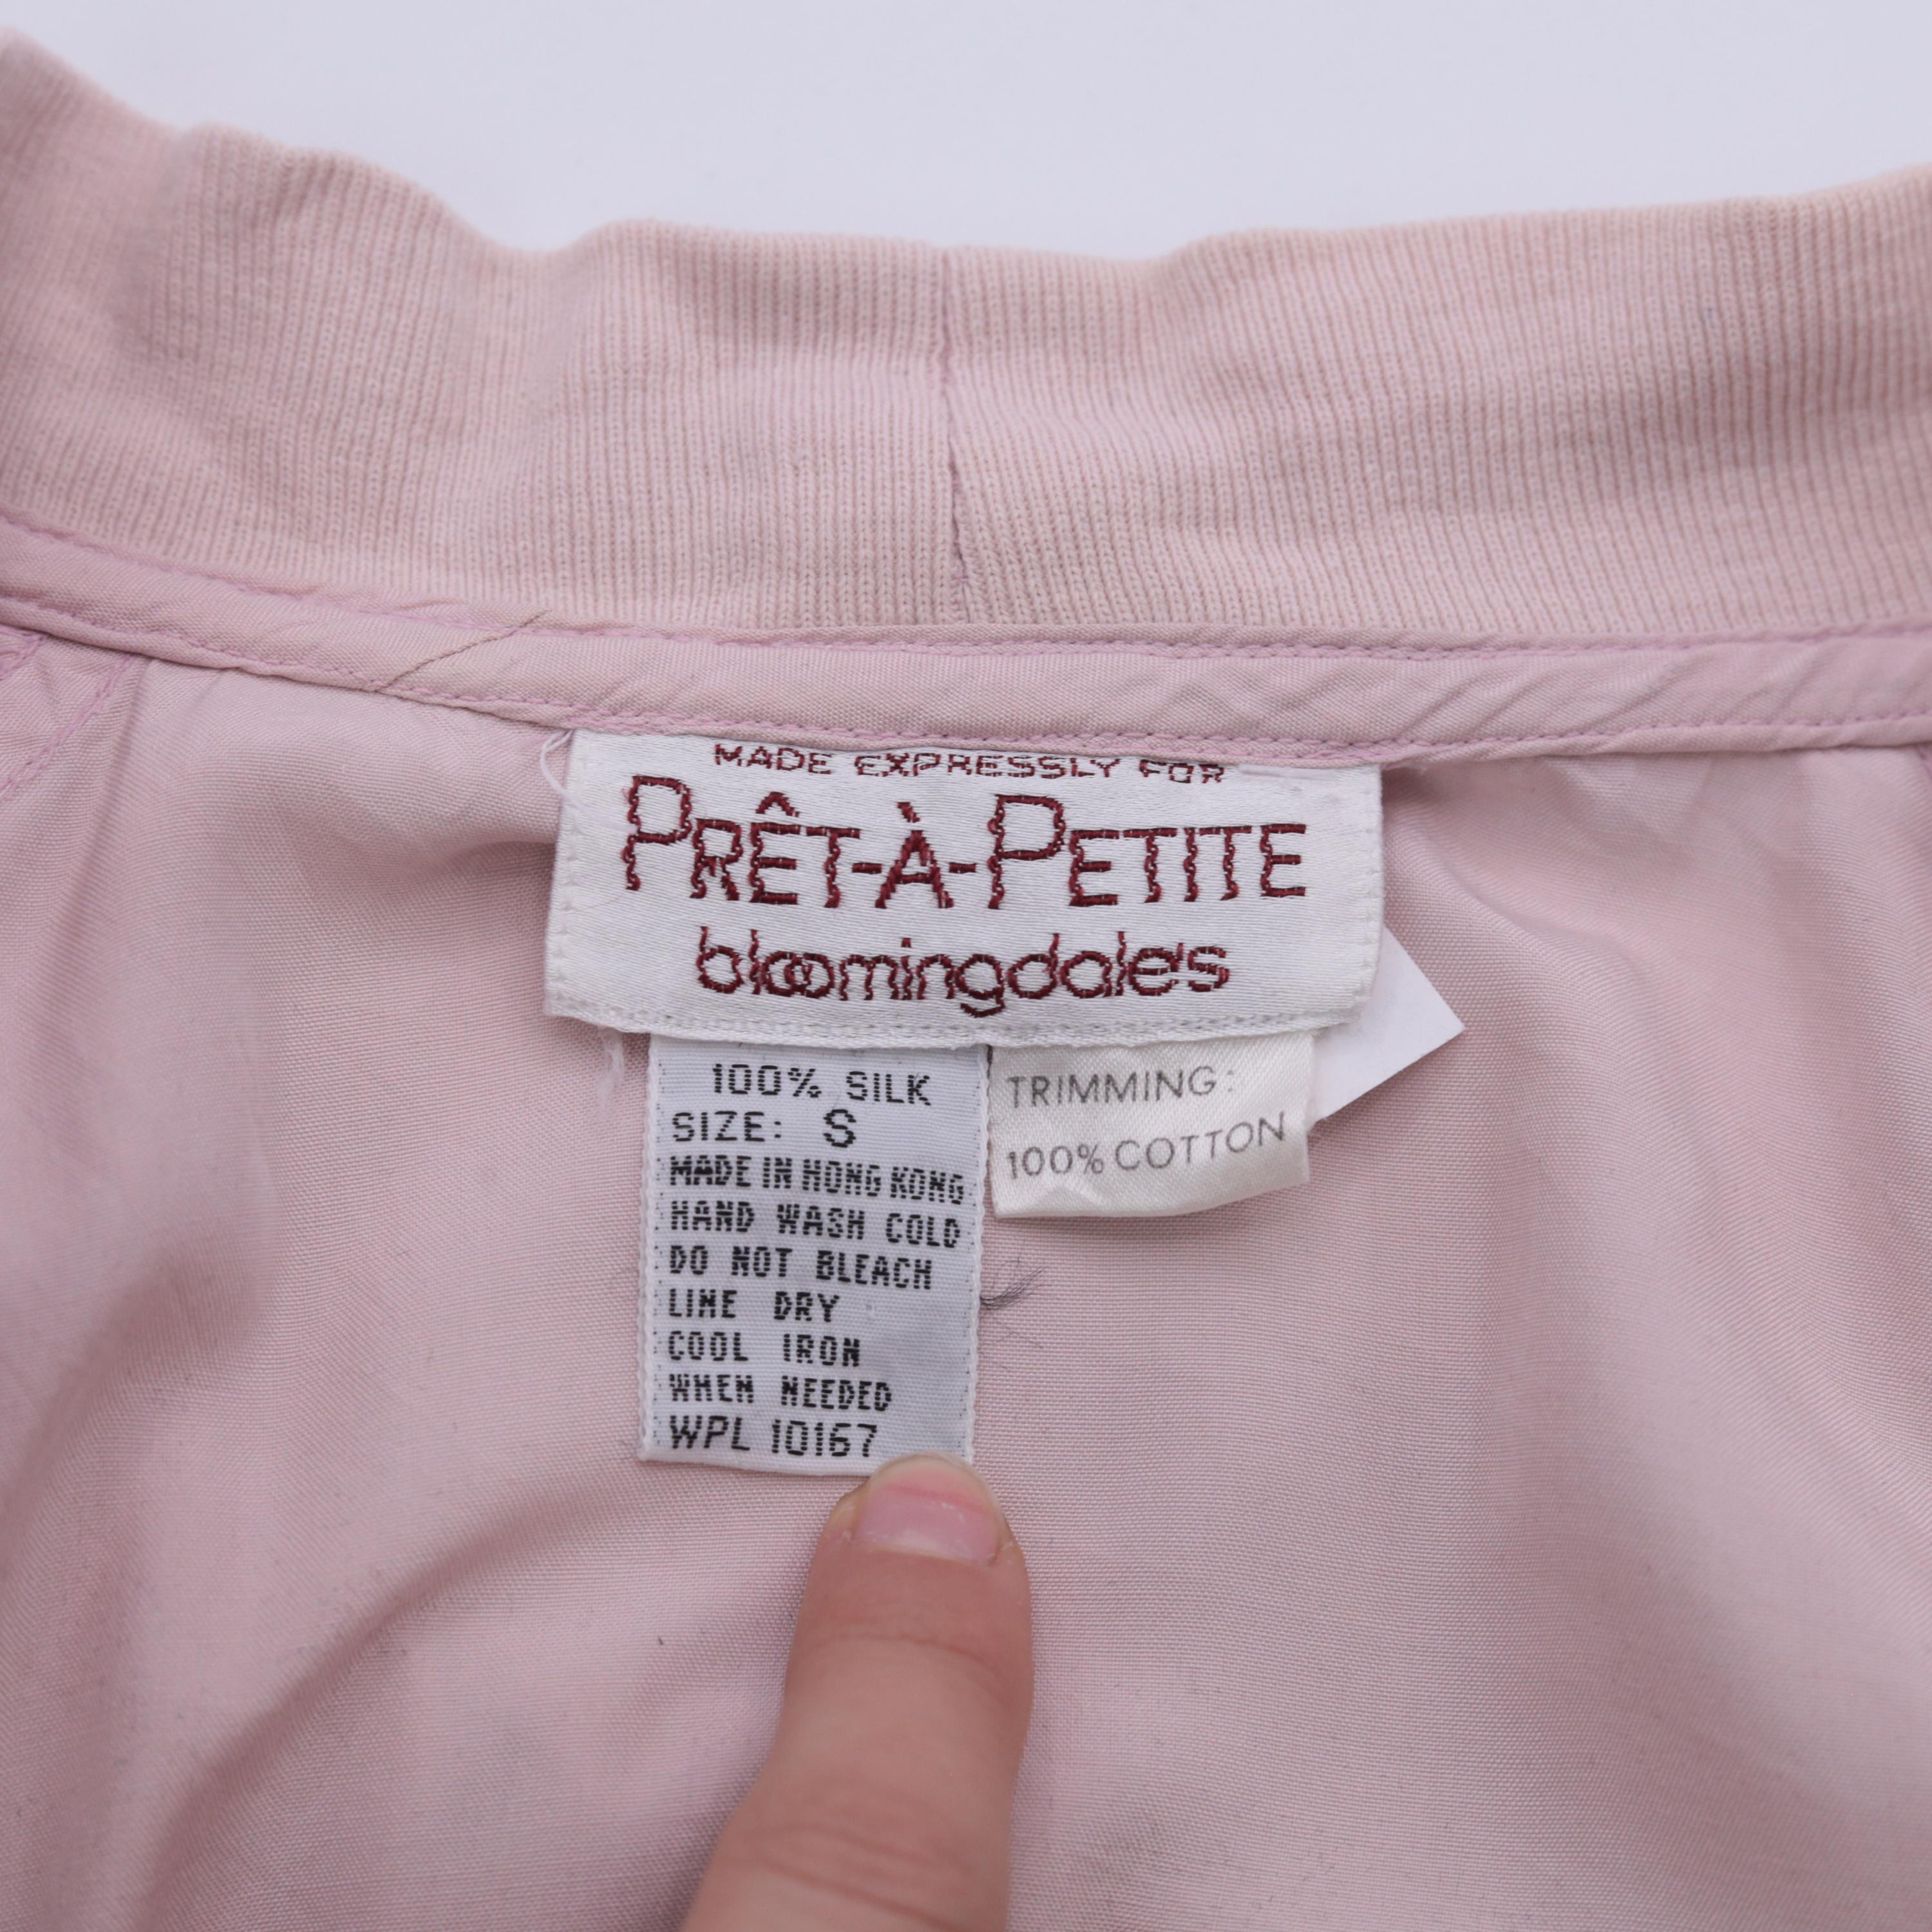 MADE EXPRESSLY FOR
PRÊT-À-PETITE
bloomingdale's
100% SILK
SIZE: S
MADE IN HONG KONG
HAND WASH COLD
DO NOT BLEACH
LINE DRY
COOL IRON
WHEN NEEDED
WPL 10167
TRIMMING:
100% COTTON